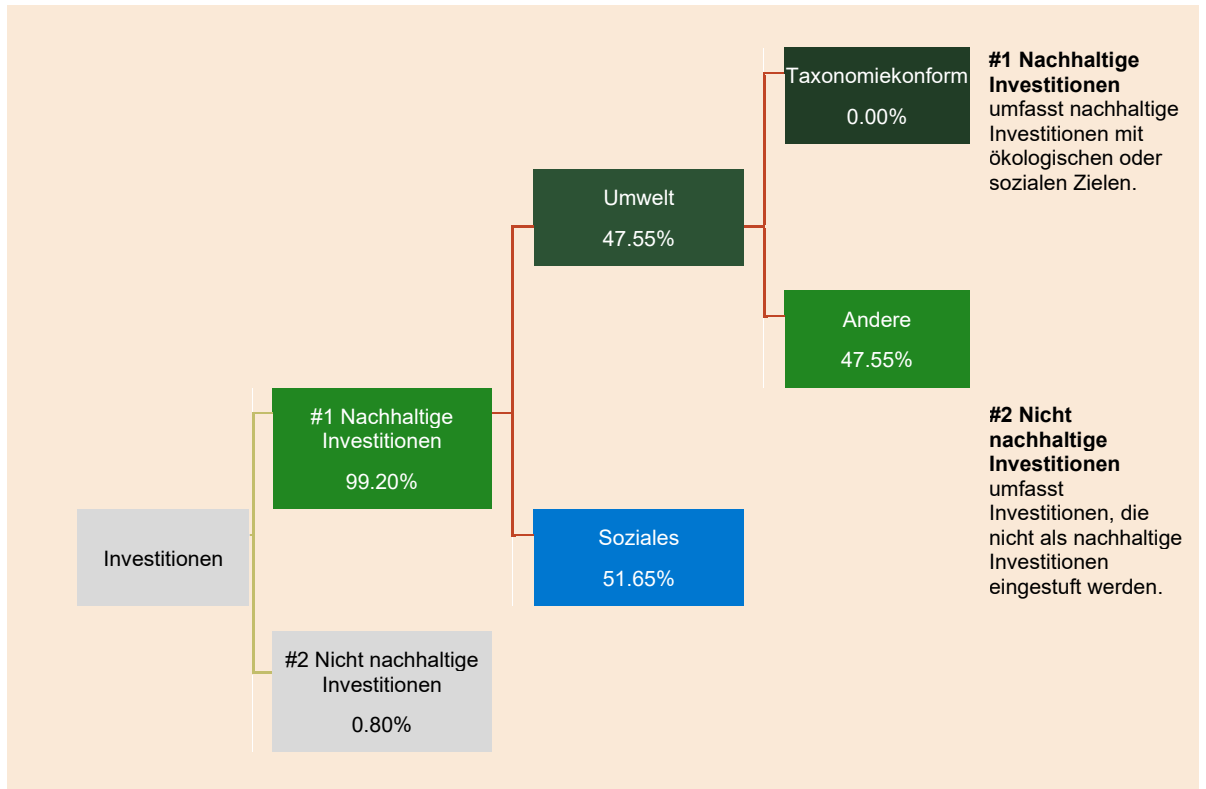 Taxonomiekonform
0.00%
Umwelt
47.55%
Andere
47.55%
#1 Nachhaltige
Investitionen
99.20%
Soziales
51.65%
Investitionen
#2 Nicht nachhaltige
Investitionen
0.80%
#1 Nachhaltige
Investitionen
umfasst nachhaltige
Investitionen mit
ökologischen oder
sozialen Zielen.
#2 Nicht
nachhaltige
Investitionen
umfasst
Investitionen, die
nicht als nachhaltige
Investitionen
eingestuft werden.